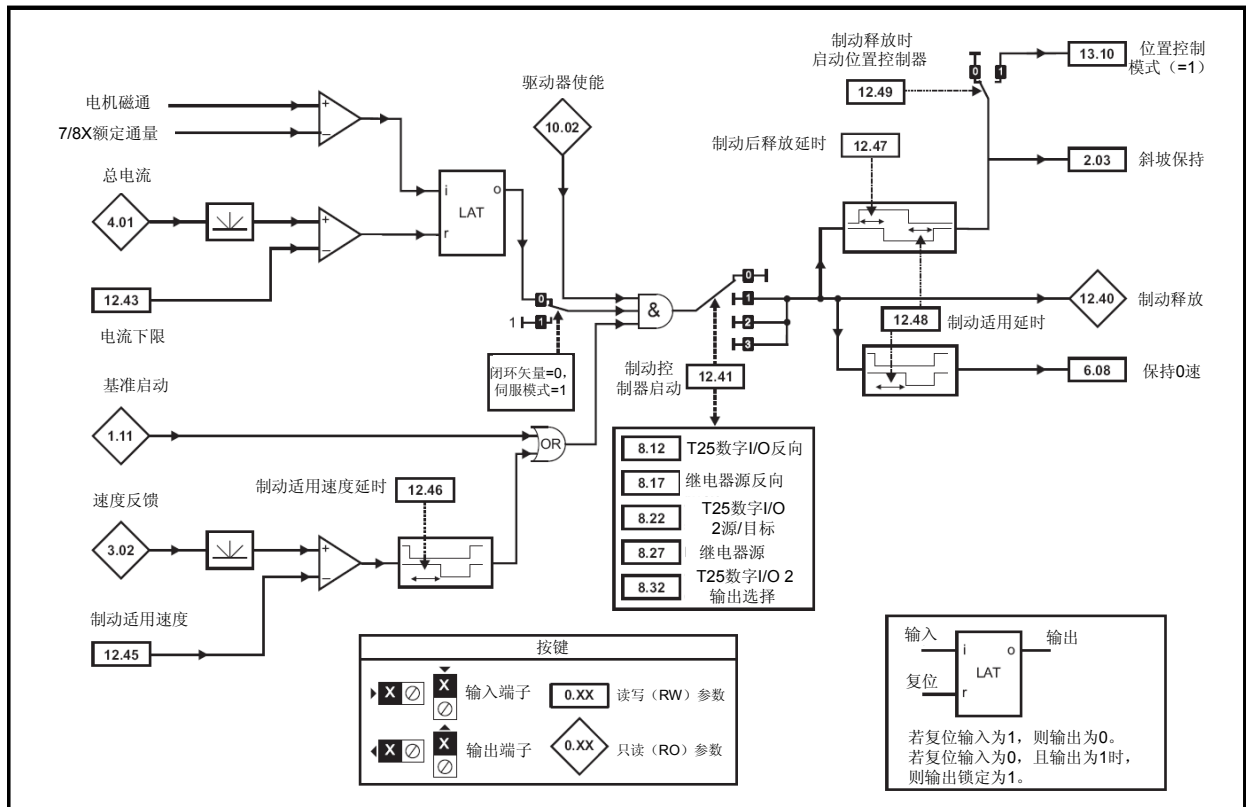 电机磁通
7/8X额定通量
总电流
4.01
12.43
电流下限
基准启动
1.11
速度反馈
3.02
制动适用速度
12.45
制动适用速度延时
12.46
+
−
+
−
+
−
i
o
LAT
r
驱动器使能
10.02
0
1
1
闭环矢量=0,
伺服模式=1
&
OR
0
1
2
3
制动控
制器启动
12.41
8.12
T25数字I/O反向
8.17
继电器源反向
8.22
T25数字I/O
2源/目标
8.27
继电器源
8.32
T25数字I/O 2
输出选择
制动释放时
启动位置控制器
12.49
0
1
13.10
位置控制
模式（=1）
制动后释放延时
12.47
2.03
斜坡保持
12.48
制动适用延时
12.40
制动释放
6.08
保持0速
按键
X
X
输入端子
0.XX
读写（RW）参数
X
X
输出端子
0.XX
只读（RO）参数
输入
i
o
输出
LAT
复位
r
若复位输入为1，则输出为0。
若复位输入为0，且输出为1时，
则输出锁定为1。